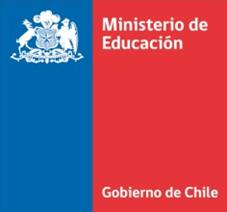 Ministerio de
Educación
Gobierno de Chile